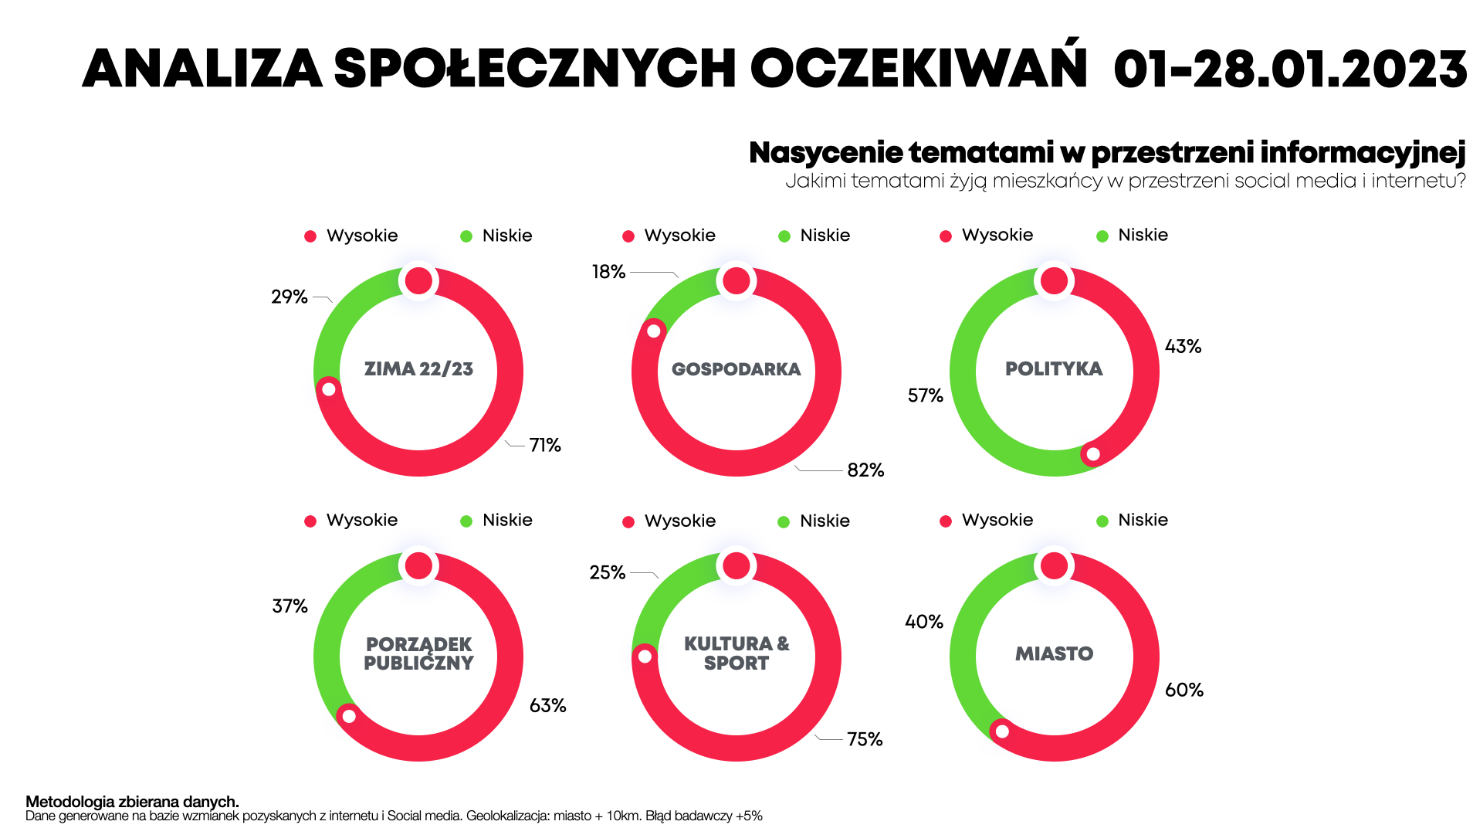 ANALIZA SPOŁECZNYCH OCZEKIWAŃ 01-28.01.2023
Nasycenie tematami w przestrzeni informacyjnej
Jakimi tematami żyją mieszkańcy w przestrzeni social media i internetu?
Wysokie Niskie
29%
ZIMA 22/23
71%
Wysokie Niskie
18%
GOSPODARKA
82%
Wysokie Niskie
43%
POLITYKA
57%
Wysokie Niskie
37%
PORZĄDEK
PUBLICZNY
63%
Wysokie Niskie
25%
KULTURA &
SPORT
75%
Wysokie Niskie
40%
MIASTO
60%
Metodologia zbierana danych.
Dane generowane na bazie wzmianek pozyskanych z internetu i Social media. Geolokalizacja: miasto + 10km. Błąd badawczy +5%